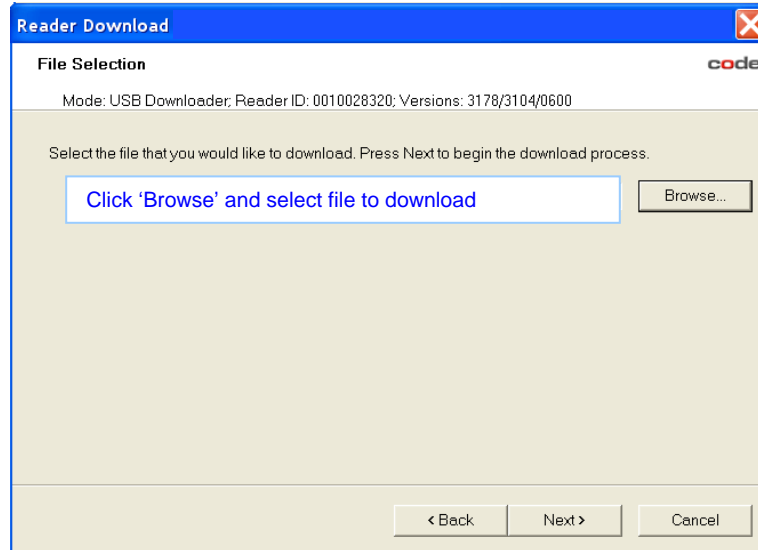 Reader Download
File Selection
code
Mode: USB Downloader; Reader ID: 0010028320; Versions: 3178/3104/0600
Select the file that you would like to download. Press Next to begin the download process.
Click ‘Browse’ and select file to download
Browse...
< Back
Next >
Cancel